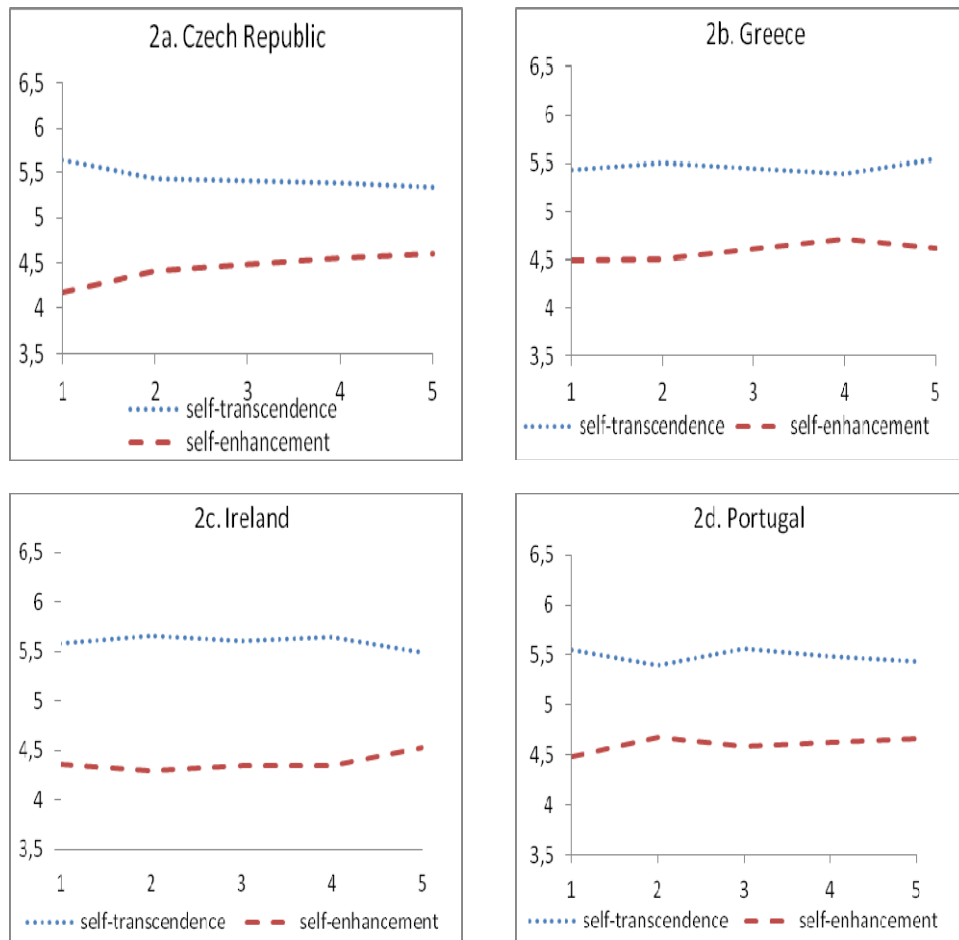 2a. Czech Republic
6,5
6
5,5
5
4,5
4
3,5
1 2 3 4 5
self-transcendence
self-enhancement
2b. Greece
6,5
6
5,5
5
4,5
4
3,5
1 2 3 4 5
self-transcendence self-enhancement
2c. Ireland
6,5
6
5,5
5
4,5
4
3,5
1 2 3 4 5
self-transcendence self-enhancement
2d. Portugal
6,5
6
5,5
5
4,5
4
3,5
1 2 3 4 5
self-transcendence self-enhancement